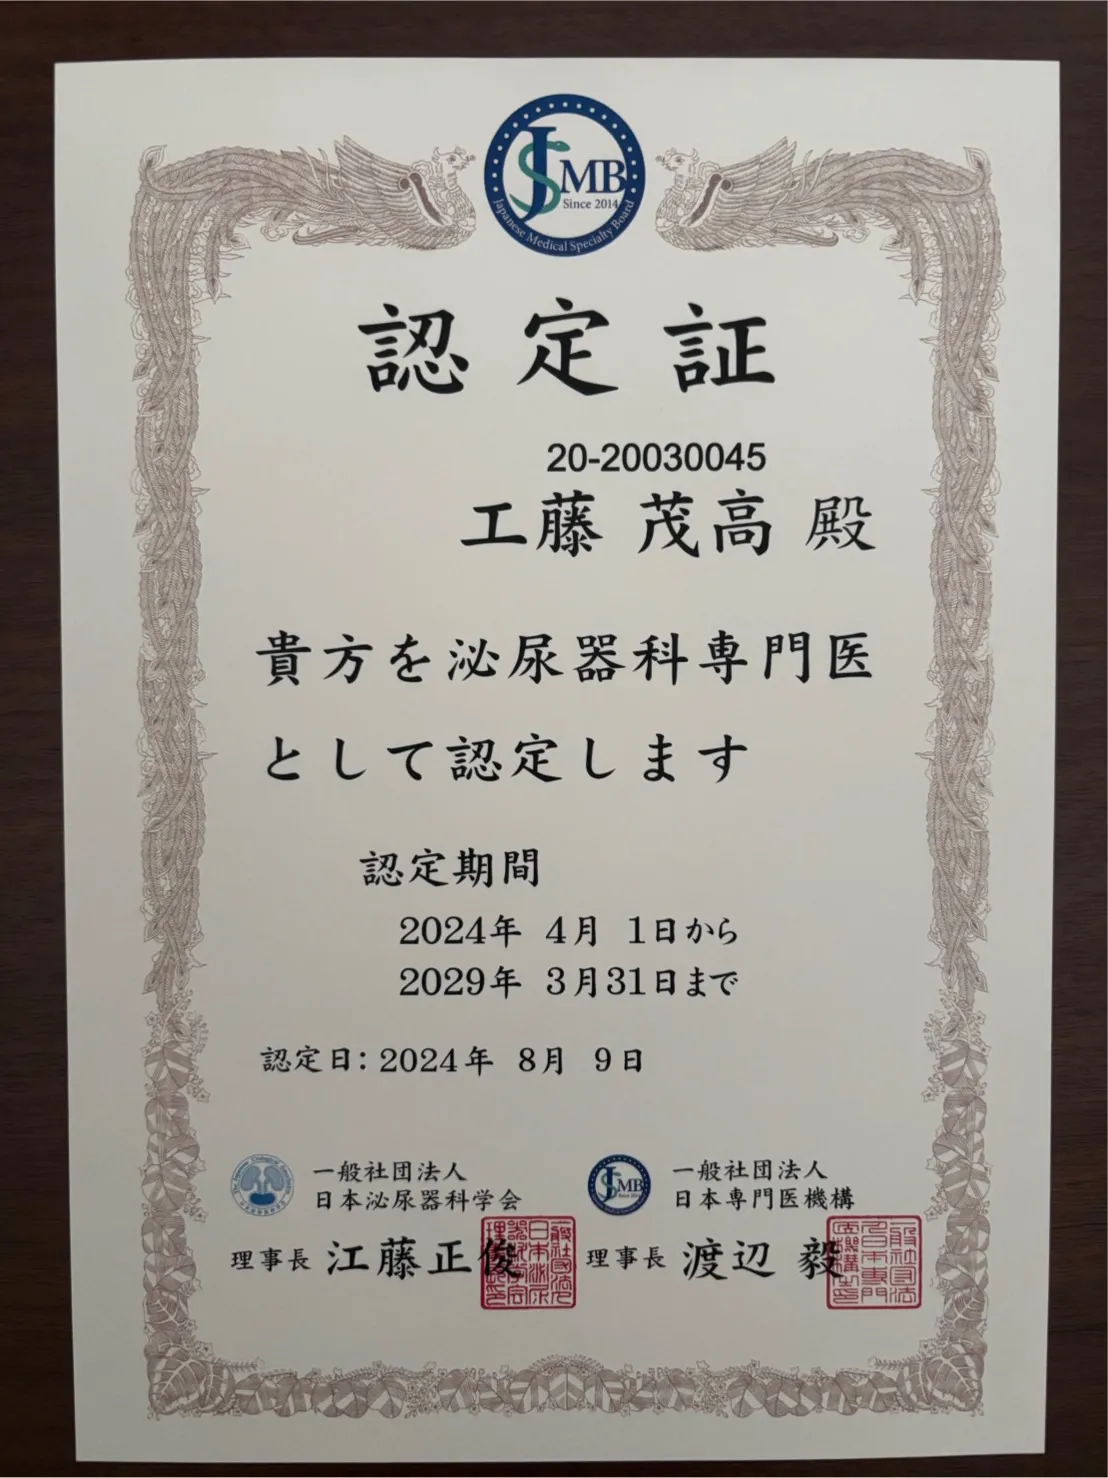 JSMB
Since 2014
Japanese Medical Specialty Board
認定証
20-20030045
工藤 茂高 殿
貴方を泌尿器科専門医
として認定します
認定期間
2024年 4月 1日から
2029年 3月31日まで
認定日：2024年 8月 9日
一般社団法人
日本泌尿器科学会
理事長 江藤正俊
一般社団法人
日本専門医機構
理事長 渡辺 毅